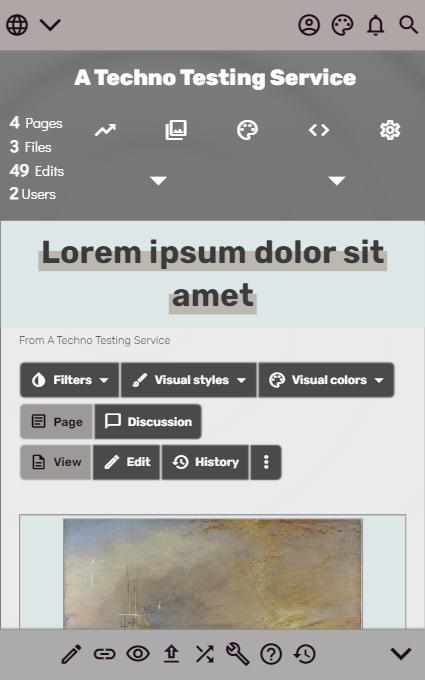 A Techno Testing Service
4 Pages
3 Files
49 Edits
2 Users
Lorem ipsum dolor sit
amet
From A Techno Testing Service
Filters Visual styles Visual colors
Page Discussion
View Edit History